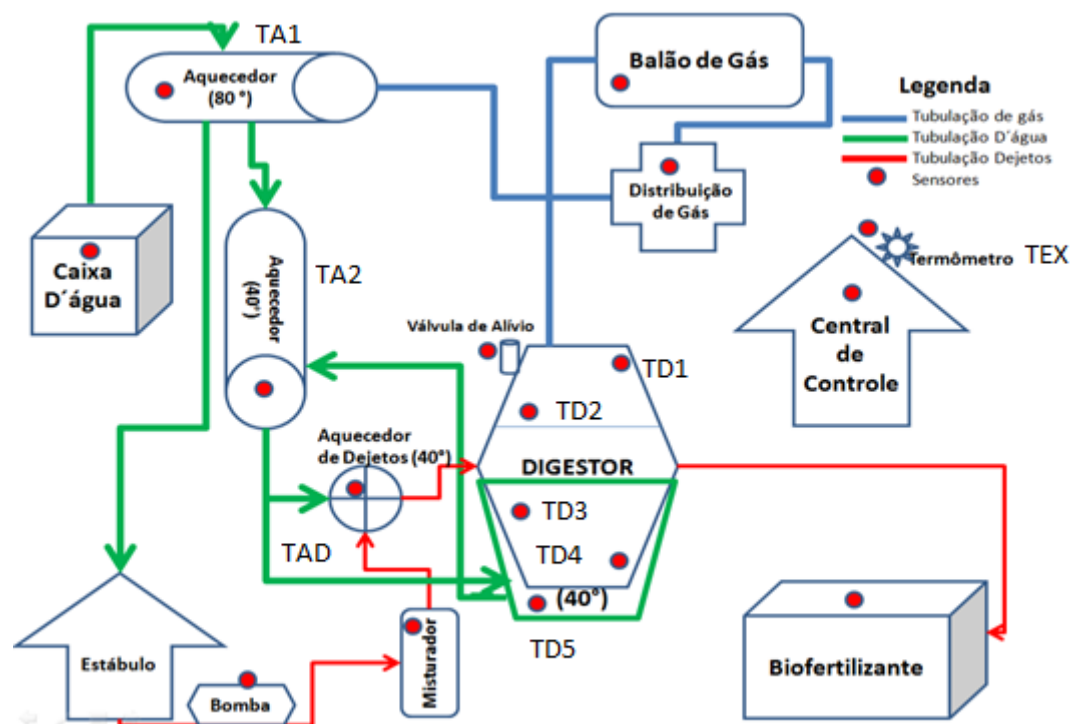 TA1
Aquecedor
(80 °)
Balão de Gás
Legenda
Tubulação de gás
Tubulação D´água
Tubulação Dejetos
Sensores
Distribuição
de Gás
Caixa
D´água
Aquecedor
(40°)
TA2
Termômetro
TEX
Central
de
Controle
Válvula de Alívio
TD1
TD2
Aquecedor
de Dejetos (40°)
DIGESTOR
TD3
TD4
TAD
(40°)
TD5
Misturador
Estábulo
Bomba
Biofertilizante